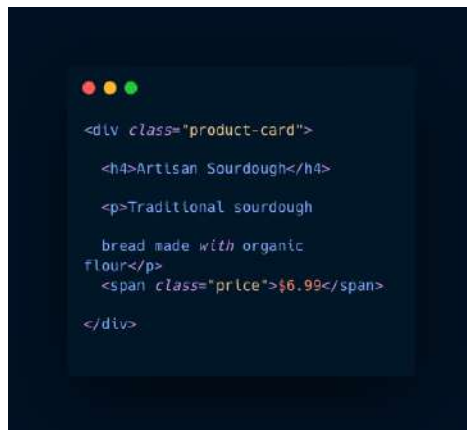 <div class="product-card">
<h4>Artisan Sourdough</h4>
<p>Traditional sourdough
bread made with organic
flour</p>
<span class="price">$6.99</span>
</div>